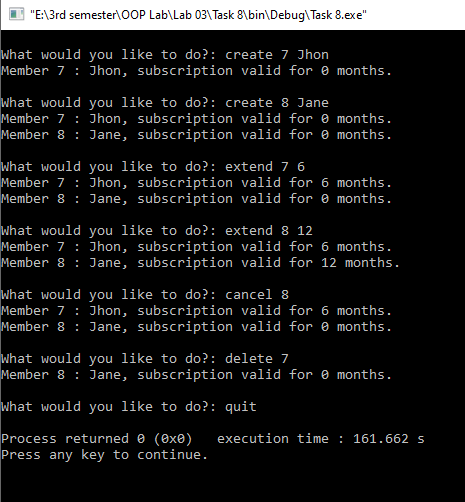 "E:\3rd semester\OOP Lab\Lab 03\Task 8\bin\Debug\Task 8.exe"
What would you like to do?: create 7 Jhon
Member 7 : Jhon, subscription valid for 0 months.
What would you like to do?: create 8 Jane
Member 7 : Jhon, subscription valid for 0 months.
Member 8 : Jane, subscription valid for 0 months.
What would you like to do?: extend 7 6
Member 7 : Jhon, subscription valid for 6 months.
Member 8 : Jane, subscription valid for 0 months.
What would you like to do?: extend 8 12
Member 7 : Jhon, subscription valid for 6 months.
Member 8 : Jane, subscription valid for 12 months.
What would you like to do?: cancel 8
Member 7 : Jhon, subscription valid for 6 months.
Member 8 : Jane, subscription valid for 0 months.
What would you like to do?: delete 7
Member 8 : Jane, subscription valid for 0 months.
What would you like to do?: quit
Process returned 0 (0x0)   execution time : 161.662 s
Press any key to continue.